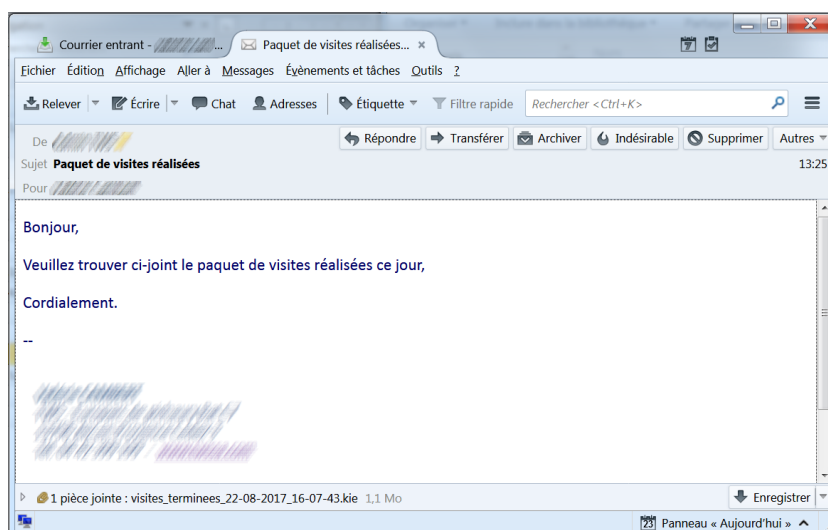 Courrier entrant - ... Paquet de visites réalisées... ×
Fichier Édition Affichage Aller à Messages Évènements et tâches Outils ?
Relever Écrire Chat Adresses Étiquette Filtre rapide Rechercher <Ctrl+K>
De Répondre Transférer Archiver Indésirable Supprimer Autres
Sujet Paquet de visites réalisées 13:25
Pour
Bonjour,
Veuillez trouver ci-joint le paquet de visites réalisées ce jour,
Cordialement.
--
1 pièce jointe : visites_terminees_22-08-2017_16-07-43.kie 1,1 Mo Enregistrer
23 Panneau « Aujourd'hui »